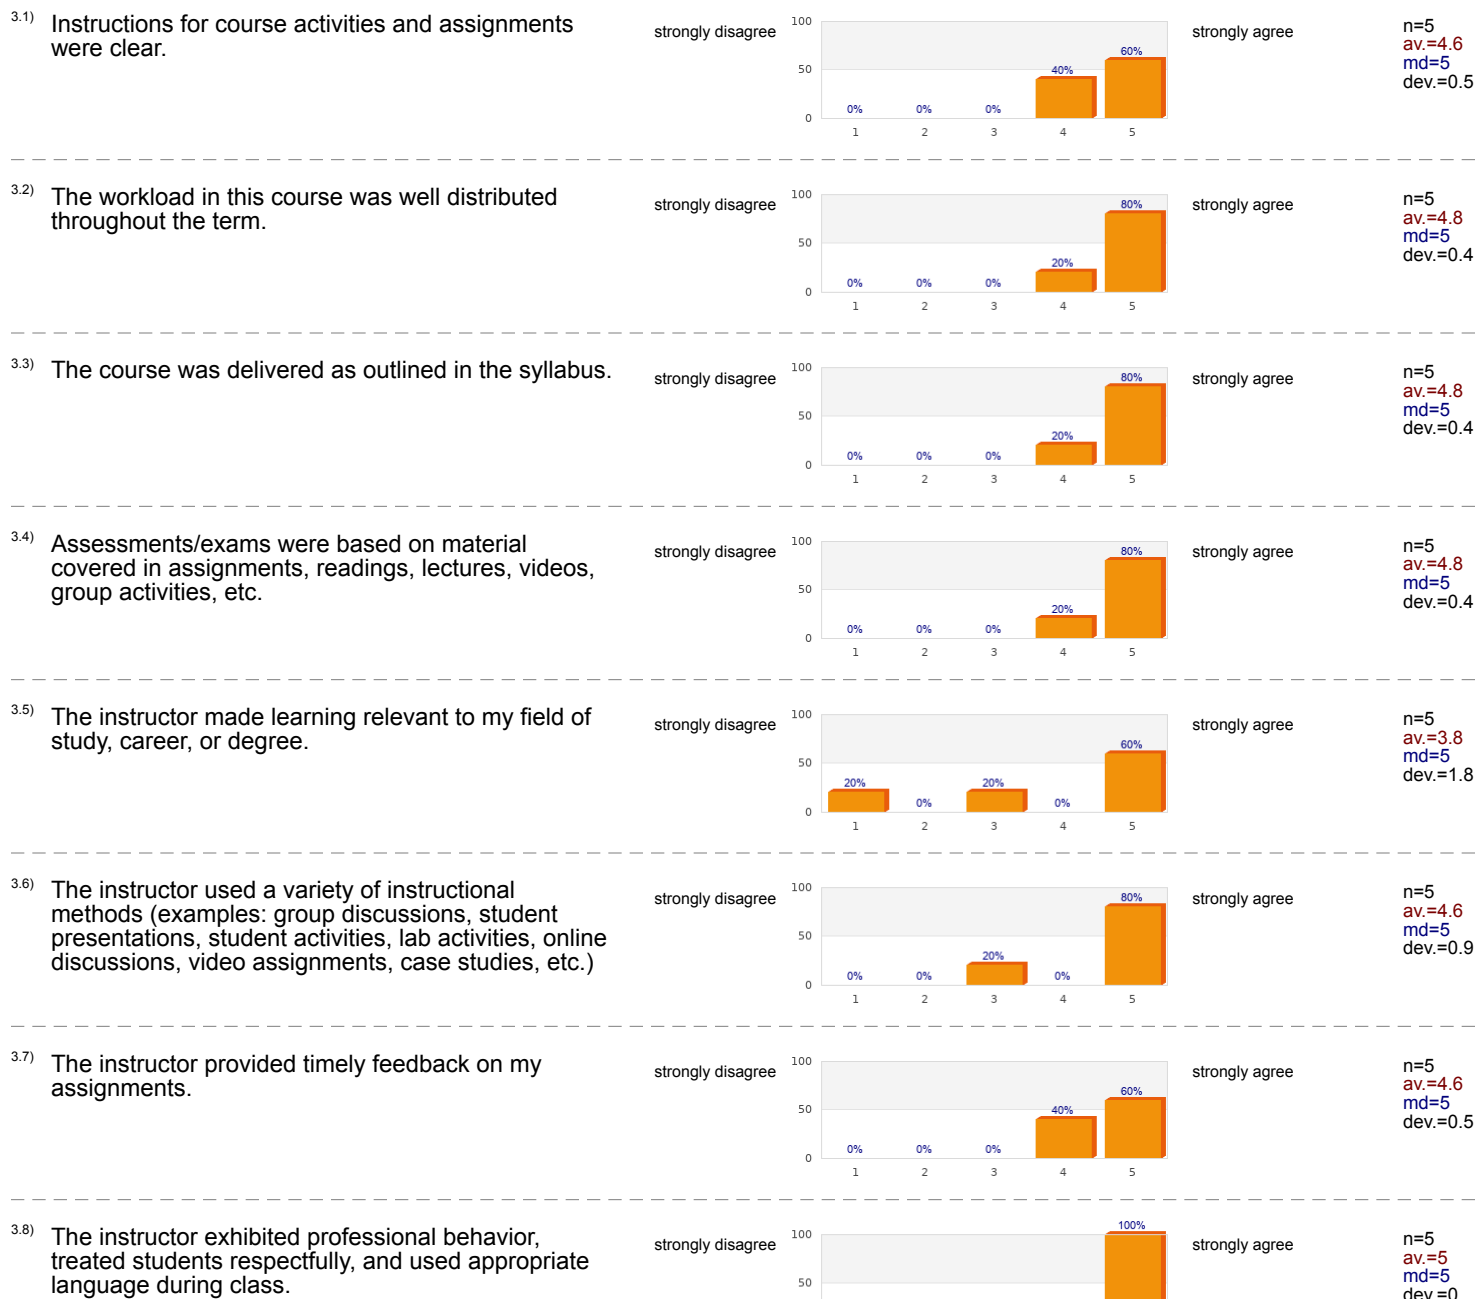 3.1) Instructions for course activities and assignments
were clear.
strongly disagree
100
50
0
0%
0%
0%
40%
60%
1 2 3 4 5
strongly agree
n=5
av.=4.6
md=5
dev.=0.5
3.2) The workload in this course was well distributed
throughout the term.
strongly disagree
100
50
0
0%
0%
0%
20%
80%
1 2 3 4 5
strongly agree
n=5
av.=4.8
md=5
dev.=0.4
3.3) The course was delivered as outlined in the syllabus.
strongly disagree
100
50
0
0%
0%
0%
20%
80%
1 2 3 4 5
strongly agree
n=5
av.=4.8
md=5
dev.=0.4
3.4) Assessments/exams were based on material
covered in assignments, readings, lectures, videos,
group activities, etc.
strongly disagree
100
50
0
0%
0%
0%
20%
80%
1 2 3 4 5
strongly agree
n=5
av.=4.8
md=5
dev.=0.4
3.5) The instructor made learning relevant to my field of
study, career, or degree.
strongly disagree
100
50
0
20%
0%
20%
0%
60%
1 2 3 4 5
strongly agree
n=5
av.=3.8
md=5
dev.=1.8
3.6) The instructor used a variety of instructional
methods (examples: group discussions, student
presentations, student activities, lab activities, online
discussions, video assignments, case studies, etc.)
strongly disagree
100
50
0
0%
0%
20%
0%
80%
1 2 3 4 5
strongly agree
n=5
av.=4.6
md=5
dev.=0.9
3.7) The instructor provided timely feedback on my
assignments.
strongly disagree
100
50
0
0%
0%
0%
40%
60%
1 2 3 4 5
strongly agree
n=5
av.=4.6
md=5
dev.=0.5
3.8) The instructor exhibited professional behavior,
treated students respectfully, and used appropriate
language during class.
strongly disagree
100
50
100%
strongly agree
n=5
av.=5
md=5
dev.=0